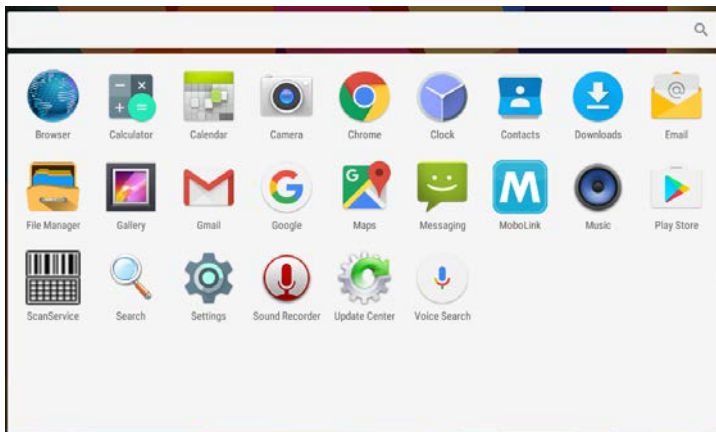 Browser Calculator Calendar Camera Chrome Clock Contacts Downloads Email
G
M
File Manager Gallery Gmail Google Maps Messaging MoboLink Music Play Store
ScanService Search Settings Sound Recorder Update Center Voice Search